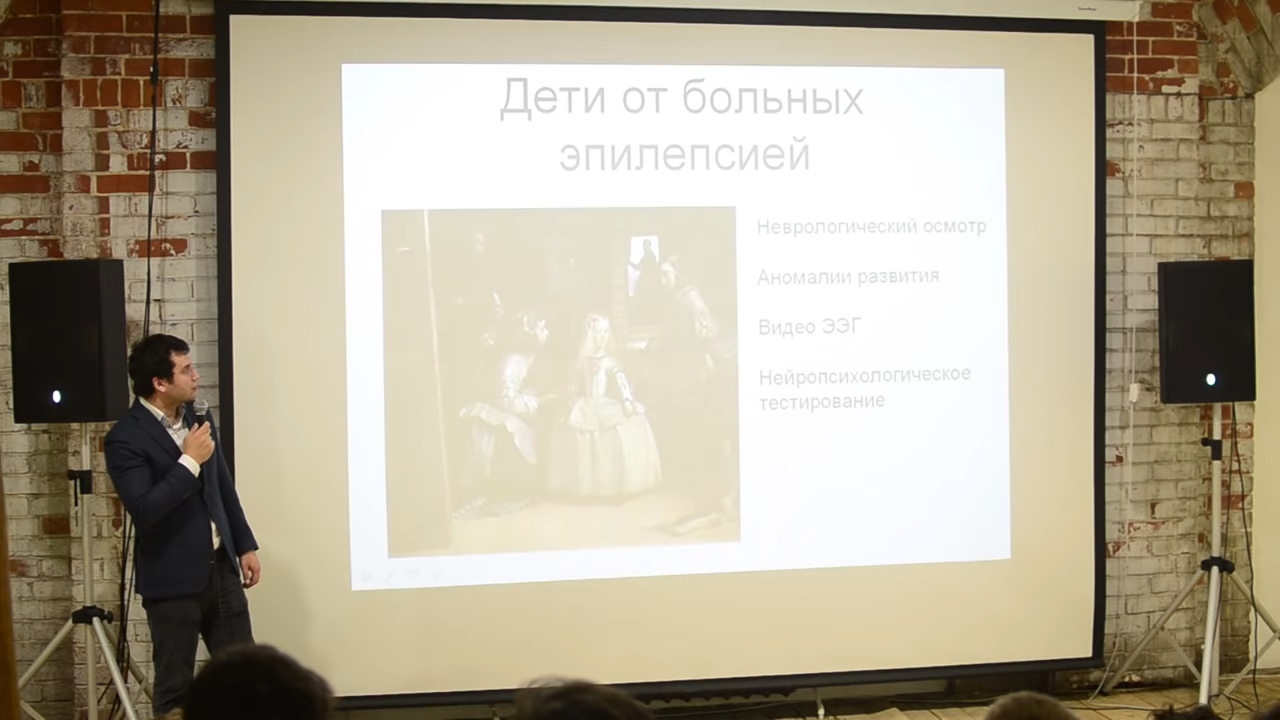 Дети от больных
эпилепсией
Неврологический осмотр
Аномалии развития
Видео ЭЭГ
Нейропсихологическое
тестирование